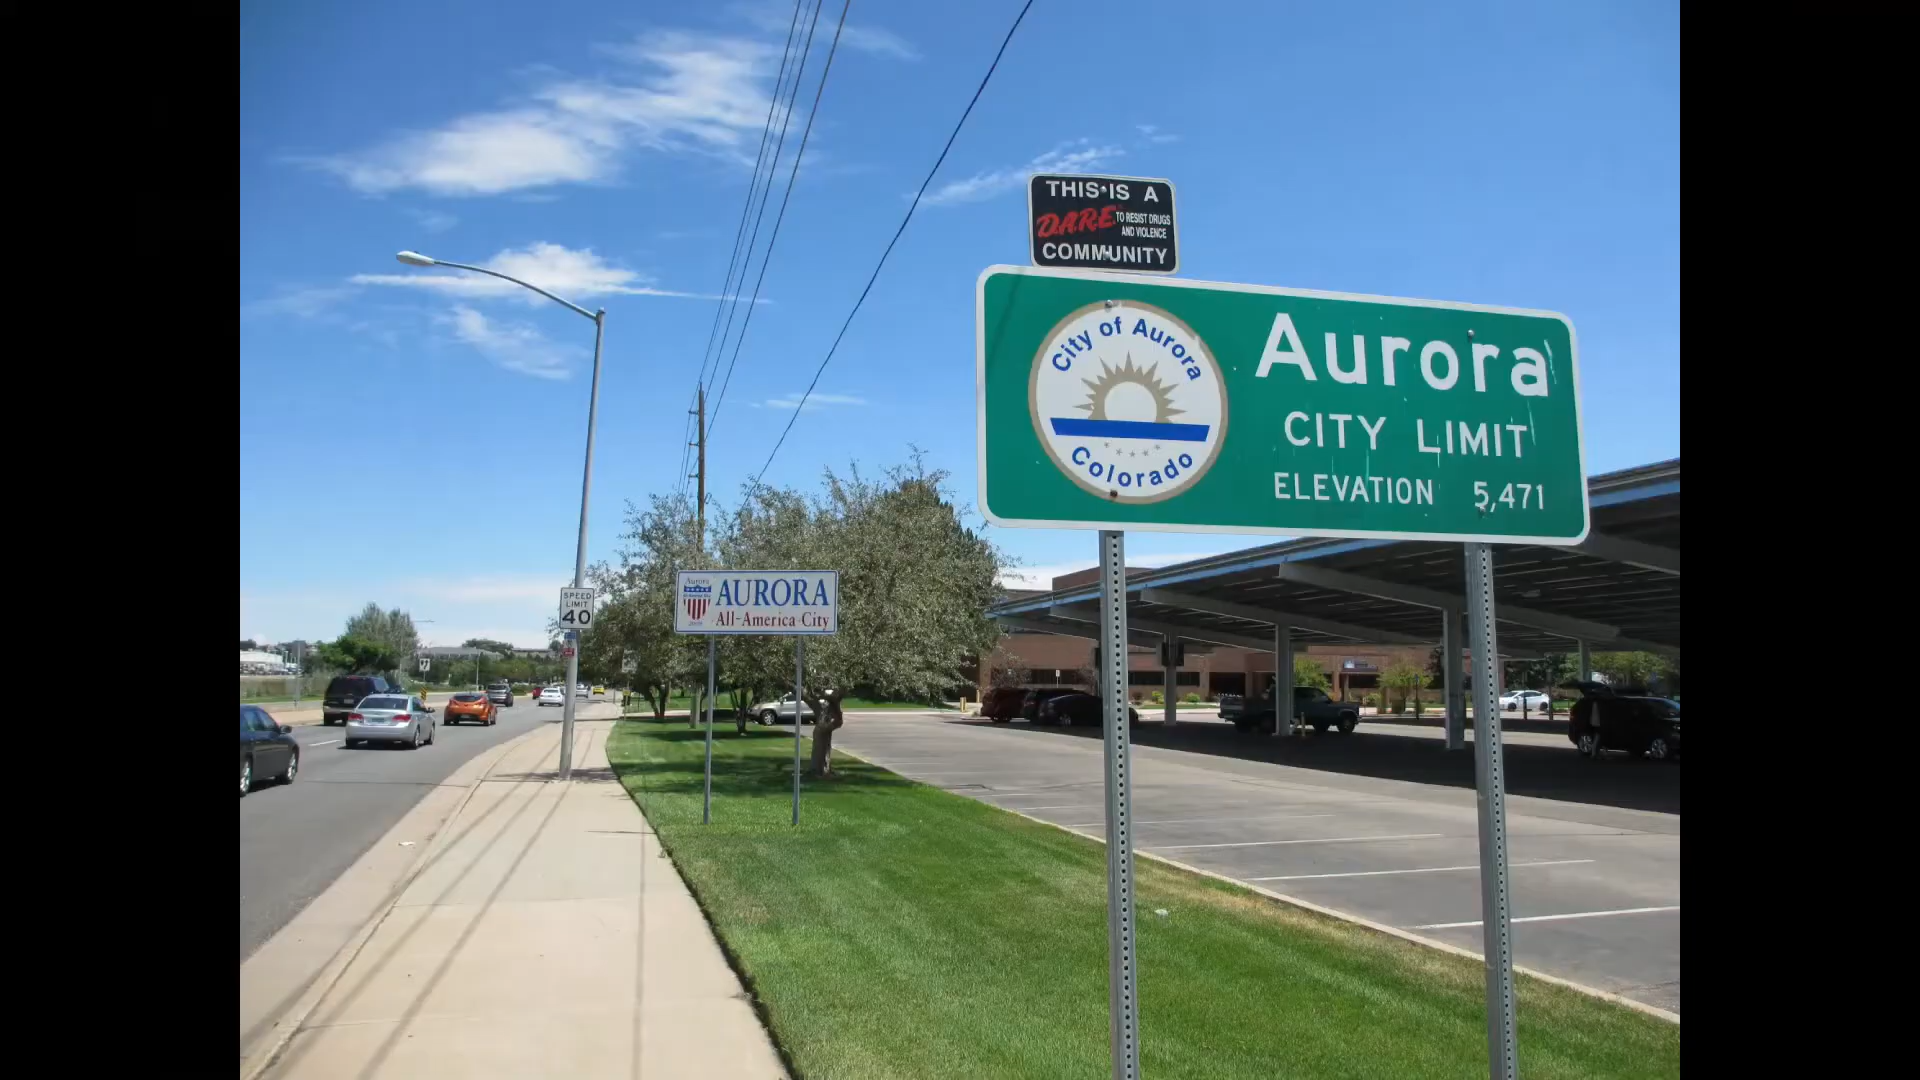 THIS IS A
D.A.R.E. TO RESIST DRUGS
AND VIOLENCE
COMMUNITY
City of Aurora
Colorado
Aurora
CITY LIMIT
ELEVATION 5,471
SPEED
LIMIT
40
Aurora
AURORA
All-America City